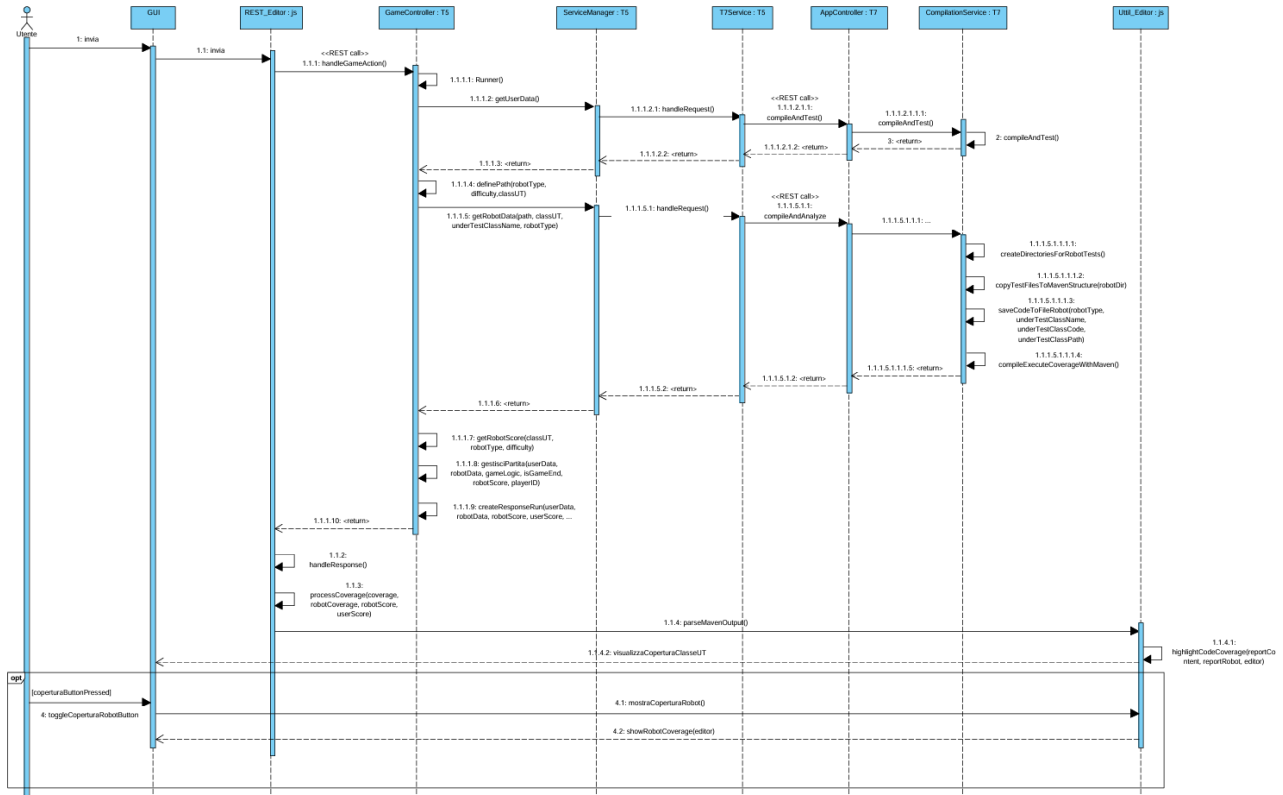 GUI
REST_Editor : js
GameController : T5
ServiceManager : T5
T7Service : T5
AppController : T7
CompilationService : T7
Utill_Editor : js
Utente
1: invia
1.1: invia
<<REST call>>
1.1.1: handleGameAction()
1.1.1.1: Runner()
1.1.1.2: getUserData()
1.1.1.2.1: handleRequest()
<<REST call>>
1.1.1.2.1.1:
compileAndTest()
1.1.1.2.1.1.1:
compileAndTest()
2: compileAndTest()
3: <return>
1.1.1.2.1.2: <return>
1.1.1.2.2: <return>
1.1.1.3: <return>
1.1.1.4: definePath(robotType,
difficulty,classUT)
1.1.1.5: getRobotData(path, classUT,
underTestClassName, robotType)
1.1.1.5.1: handleRequest()
<<REST call>>
1.1.1.5.1.1:
compileAndAnalyze
1.1.1.5.1.1.1: ...
1.1.1.5.1.1.1.1:
createDirectoriesForRobotTests()
1.1.1.5.1.1.1.2:
copyTestFilesToMavenStructure(robotDir)
1.1.1.5.1.1.1.3:
saveCodeToFileRobot(robotType,
underTestClassName,
underTestClassCode,
underTestClassPath)
1.1.1.5.1.1.1.4:
compileExecuteCoverageWithMaven()
1.1.1.5.1.1.1.5: <return>
1.1.1.5.1.2: <return>
1.1.1.5.2: <return>
1.1.1.6: <return>
1.1.1.7: getRobotScore(classUT,
robotType, difficulty)
1.1.1.8: gestisciPartita(userData,
robotData, gameLogic, isGameEnd,
robotScore, playerID)
1.1.1.9: createResponseRun(userData,
robotData, robotScore, userScore, ...
1.1.1.10: <return>
1.1.2:
handleResponse()
1.1.3:
processCoverage(coverage,
robotCoverage, robotScore,
userScore)
1.1.4: parseMavenOutput()
1.1.4.1:
highlightCodeCoverage(reportCo
ntent, reportRobot, editor)
1.1.4.2: visualizzaCoperturaClasseUT
opt
[coperturaButtonPressed]
4: toggleCoperturaRobotButton
4.1: mostraCoperturaRobot()
4.2: showRobotCoverage(editor)